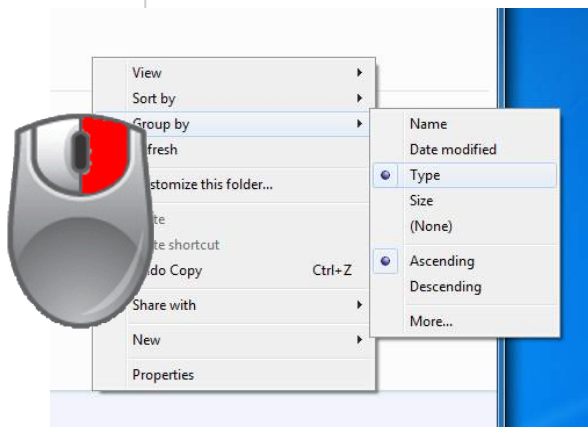 View
Sort by
Group by
fresh
stomize this folder...
te
te shortcut
do Copy Ctrl+Z
Share with
New
Properties
Name
Date modified
Type
Size
(None)
Ascending
Descending
More...